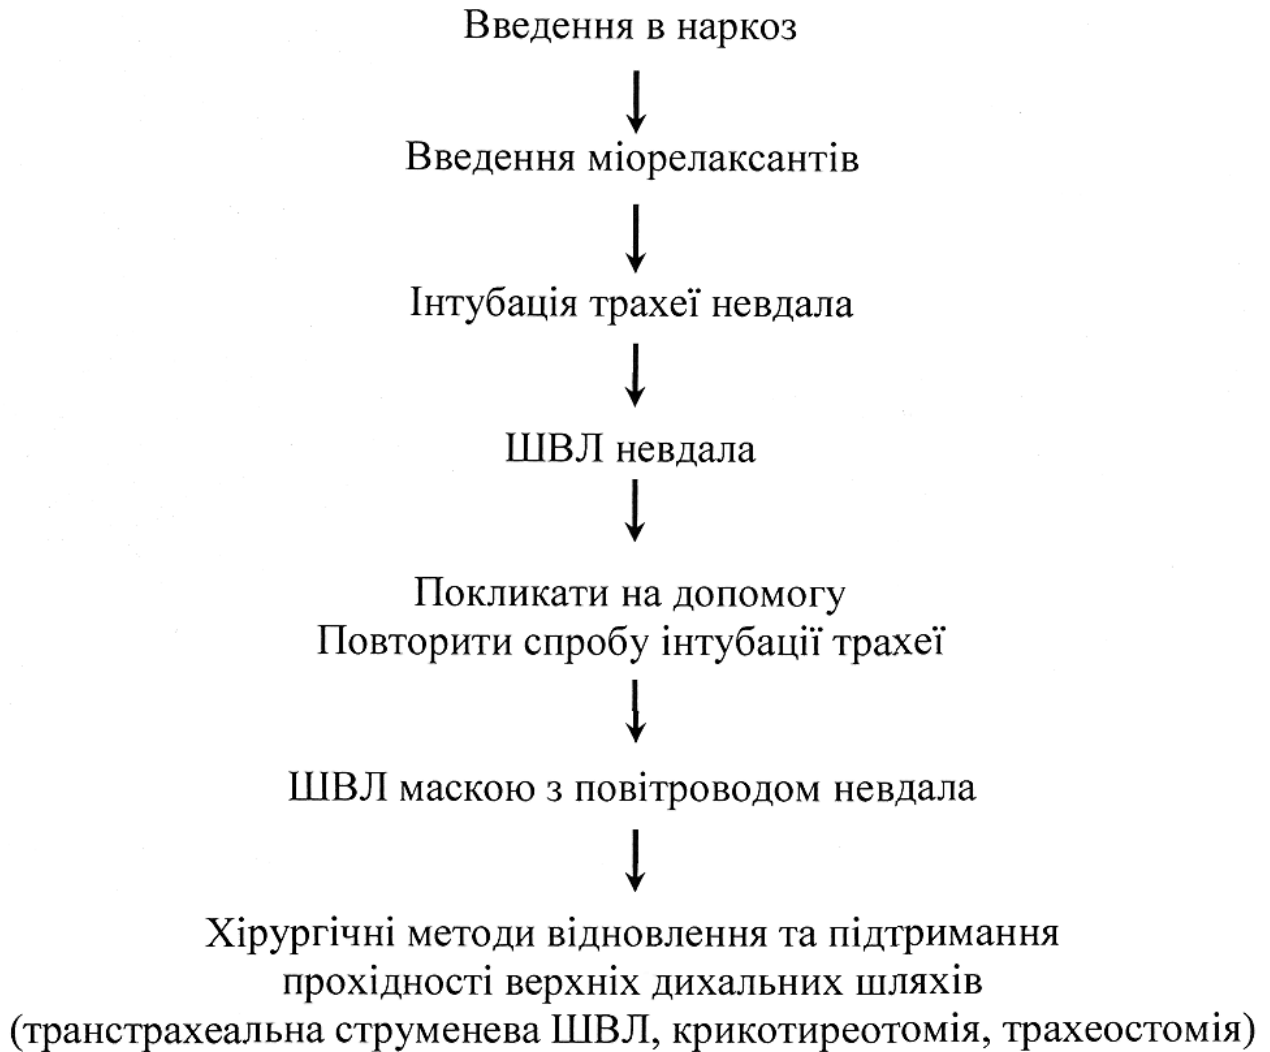 Введення в наркоз
Введення міорелаксантів
Інтубація трахеї невдала
ШВЛ невдала
Покликати на допомогу
Повторити спробу інтубації трахеї
ШВЛ маскою з повітроводом невдала
Хірургічні методи відновлення та підтримання
прохідності верхніх дихальних шляхів
(транстрахеальна струменева ШВЛ, крикотиреотомія, трахеостомія)